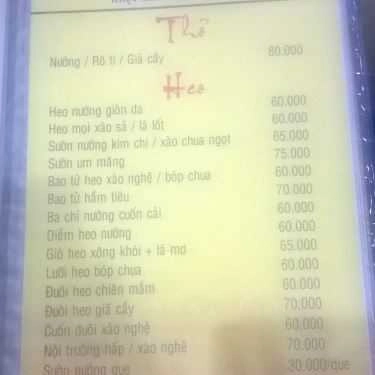 Thỏ
Nướng / Rô ti / Giả cầy 80.000
Heo
Heo nướng giòn da 60.000
Heo mọi xào sả / lá lốt 60.000
Sườn nướng kim chi / xào chua ngọt 65.000
Sườn um măng 75.000
Bao tử heo xào nghệ / bóp chua 60.000
Bao tử hầm tiêu 70.000
Ba chỉ nướng cuốn cải 60.000
Diềm heo nướng 60.000
Giò heo xông khói + lá mơ 65.000
Lưỡi heo bóp chua 60.000
Đuôi heo chiên mắm 60.000
Đuôi heo giả cầy 70.000
Cuốn đuôi xào nghệ 60.000
Nội trường hấp / xào nghệ 70.000
Sườn nướng que 30.000/que